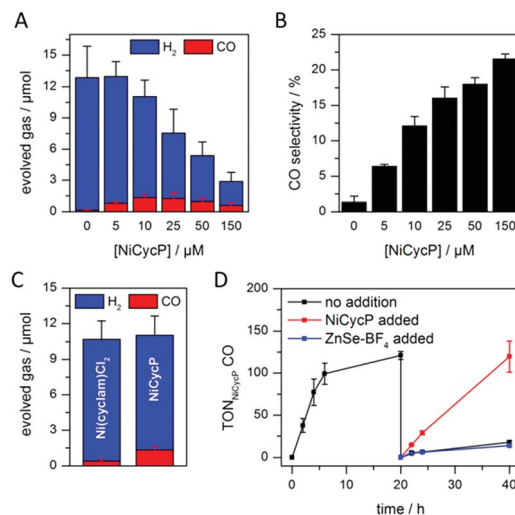 A
H₂ CO
evolved gas / μmol
15
12
9
6
3
0
0 5 10 25 50 150
[NiCycP] / μM
B
CO selectivity / %
25
20
15
10
5
0
0 5 10 25 50 150
[NiCycP] / μM
C
H₂ CO
evolved gas / μmol
15
12
9
6
3
0
Ni(cyclam)Cl₂
NiCycP
D
TON NiCycP CO
200
150
100
50
0
no addition
NiCycP added
ZnSe-BF₄ added
0 10 20 20 30 40
time / h